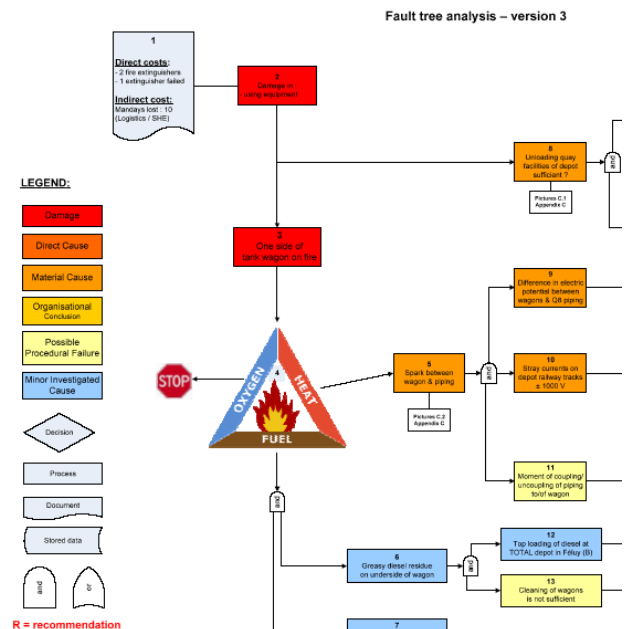 Fault tree analysis – version 3
1
Direct costs:
- 2 fire extinguishers
- 1 extinguisher failed
Indirect cost:
Mandays lost : 10
(Logistics / SHE)
2
Damage in
- using equipment
8
Unloading quay
facilities of depot
sufficient ?
and
Pictures C.1
Appendix C
LEGEND:
Damage
Direct Cause
Material Cause
Organisational
Conclusion
Possible
Procedural Failure
Minor Investigated
Cause
Decision
Process
Document
Stored data
and
or
R = recommendation
3
One side of
tank wagon on fire
STOP
4
OXYGEN
HEAT
FUEL
5
Spark between
wagon & piping
Pictures C.2
Appendix C
and
9
Difference in electric
potential between
wagons & Q8 piping
10
Stray currents on
depot railway tracks
± 1000 V
11
Moment of coupling/
uncoupling of piping
to/of wagon
and
6
Greasy diesel residue
on underside of wagon
and
12
Top loading of diesel at
TOTAL depot in Féluy (B)
13
Cleaning of wagons
is not sufficient
7